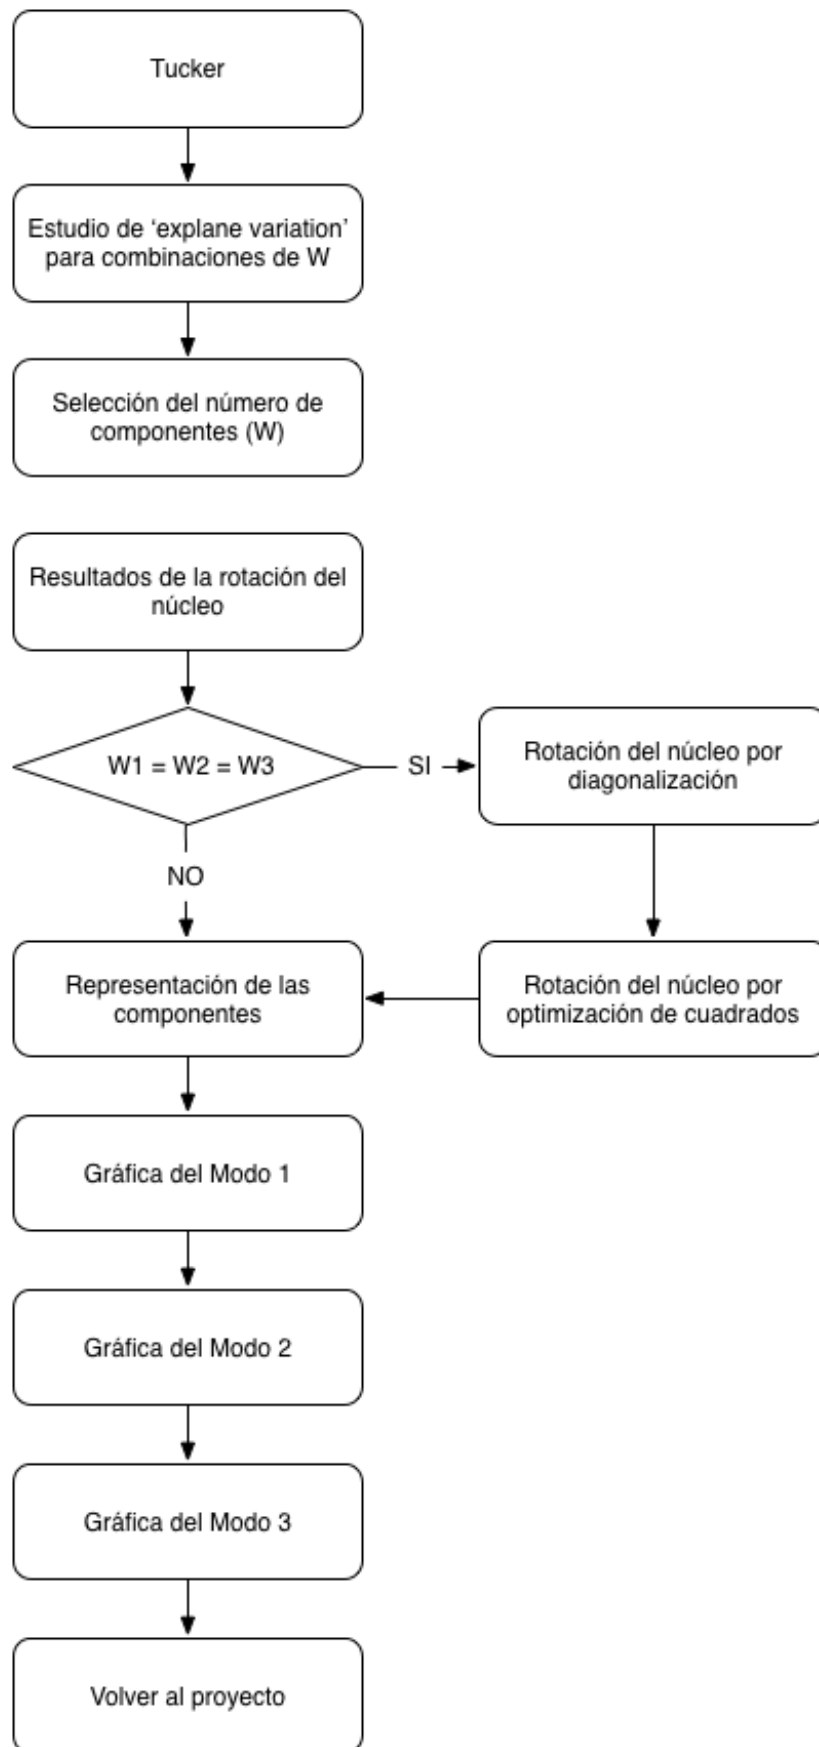 Tucker
Estudio de ‘explane variation’
para combinaciones de W
Selección del número de
componentes (W)
Resultados de la rotación del
núcleo
W1 = W2 = W3
SI
Rotación del núcleo por
diagonalización
NO
Representación de las
componentes
Rotación del núcleo por
optimización de cuadrados
Gráfica del Modo 1
Gráfica del Modo 2
Gráfica del Modo 3
Volver al proyecto